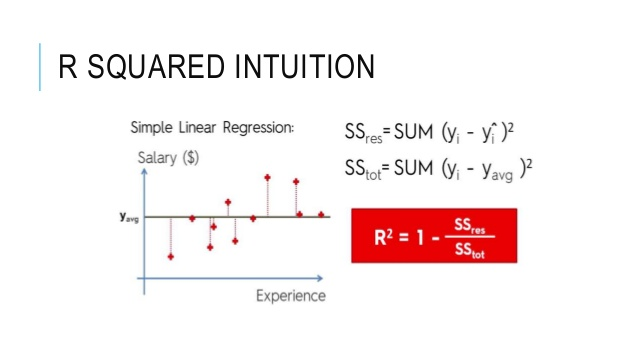 R SQUARED INTUITION
Simple Linear Regression:
Salary ($)
yavg
Experience
SSres= SUM (yi - yi^)²
SStot= SUM (yi - yavg)²
R² = 1 - SSres
SStot